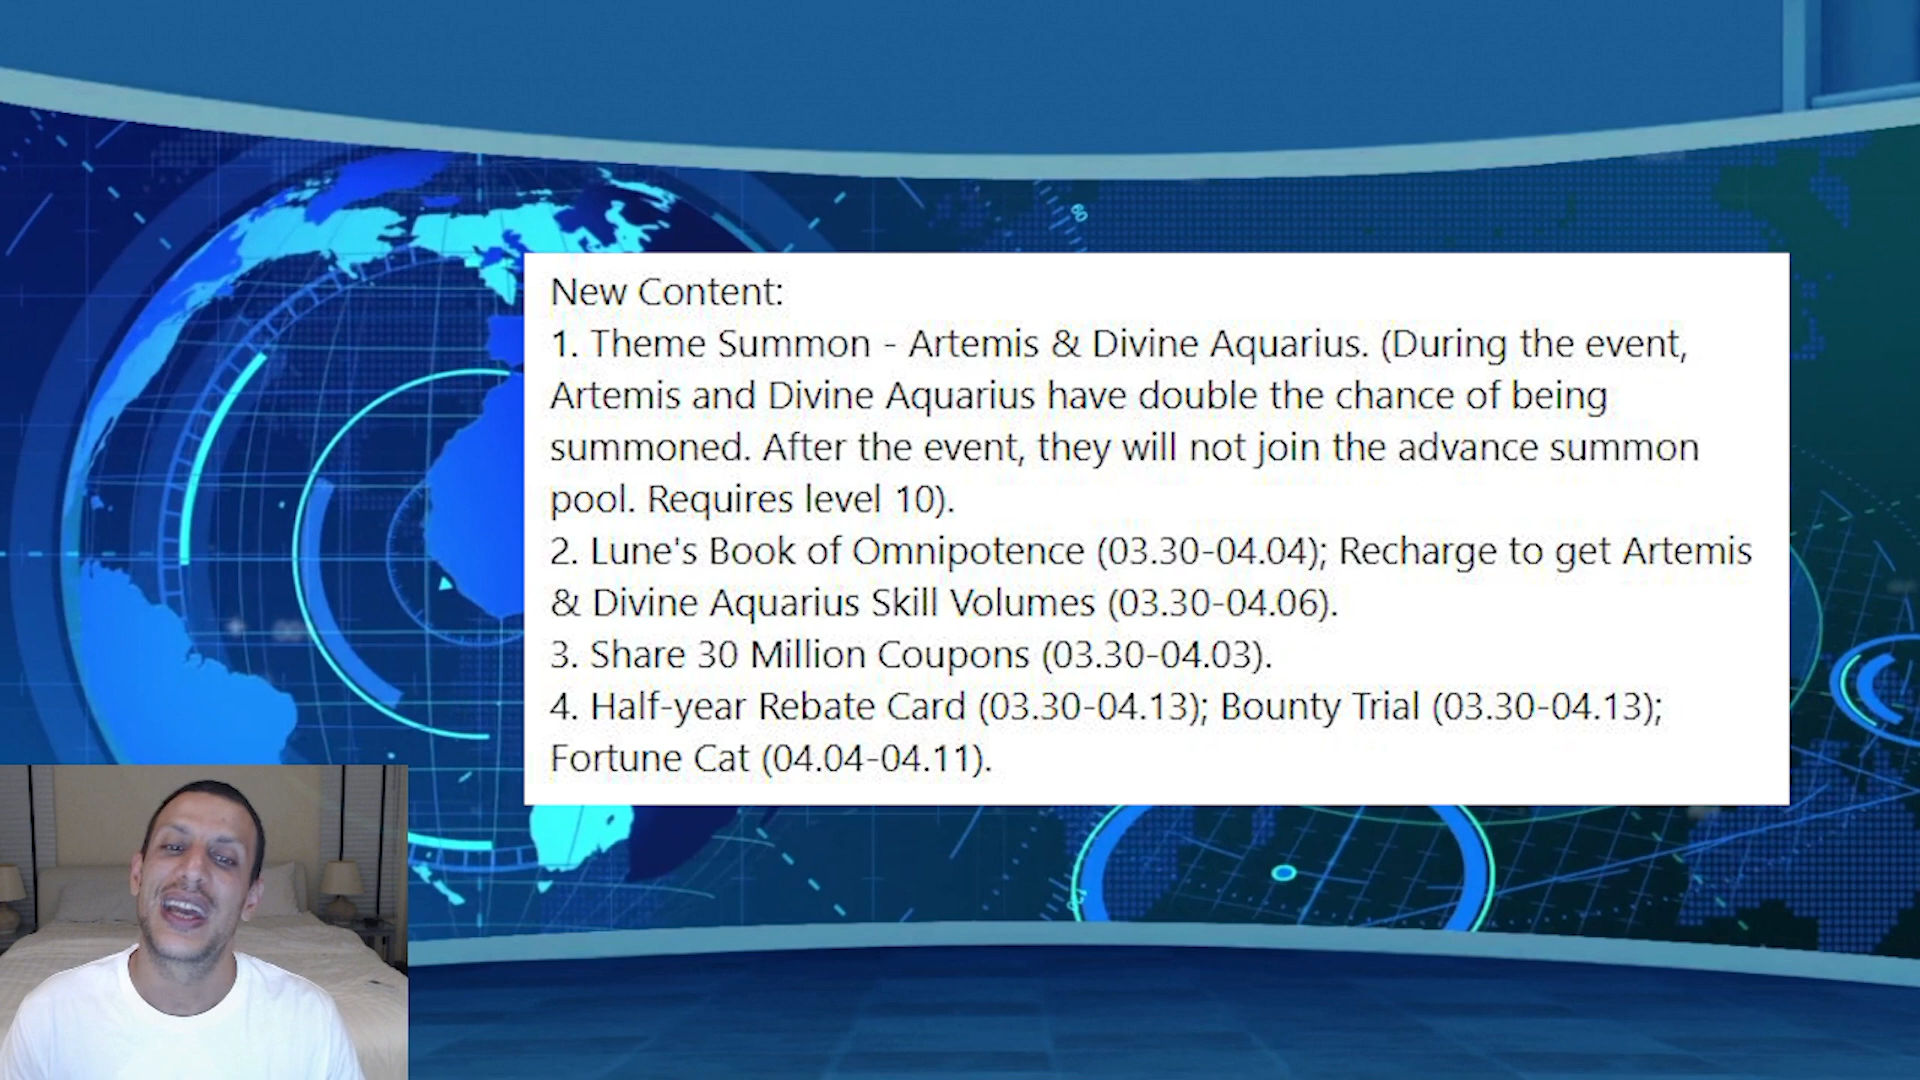 New Content:
1. Theme Summon - Artemis & Divine Aquarius. (During the event,
Artemis and Divine Aquarius have double the chance of being
summoned. After the event, they will not join the advance summon
pool. Requires level 10).
2. Lune's Book of Omnipotence (03.30-04.04); Recharge to get Artemis
& Divine Aquarius Skill Volumes (03.30-04.06).
3. Share 30 Million Coupons (03.30-04.03).
4. Half-year Rebate Card (03.30-04.13); Bounty Trial (03.30-04.13);
Fortune Cat (04.04-04.11).
60